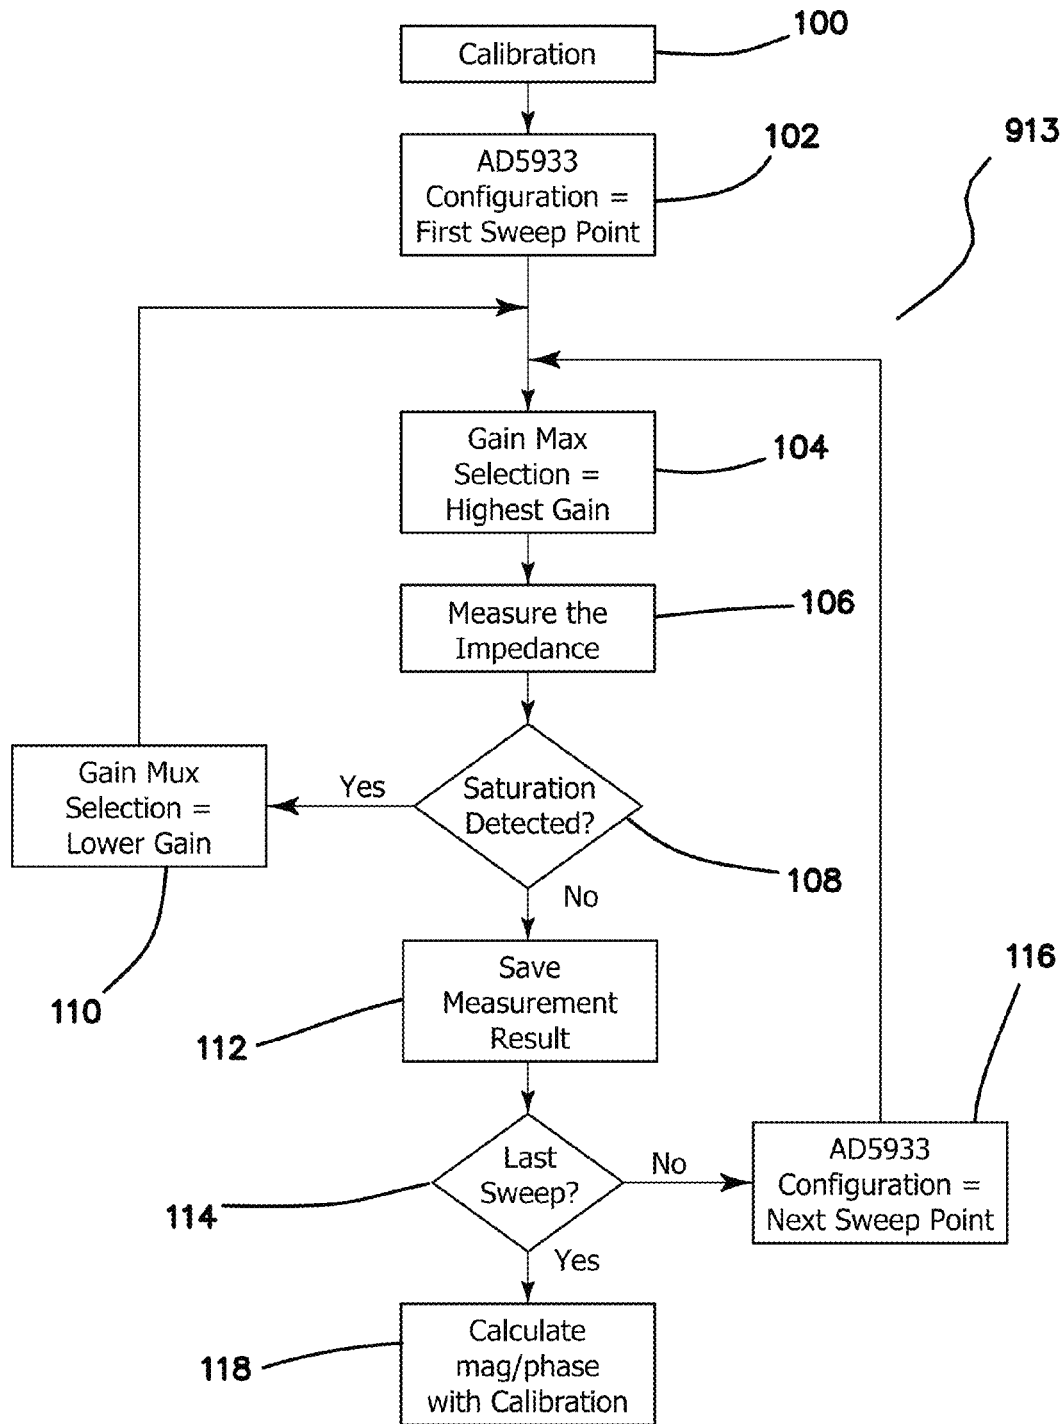 100
Calibration
102
913
AD5933
Configuration =
First Sweep Point
Gain Max
Selection =
Highest Gain
104
Measure the
Impedance
106
Gain Mux
Selection =
Lower Gain
Yes
Saturation
Detected?
108
No
110
Save
Measurement
Result
112
116
Last
Sweep?
No
114
AD5933
Configuration =
Next Sweep Point
Yes
Calculate
mag/phase
with Calibration
118